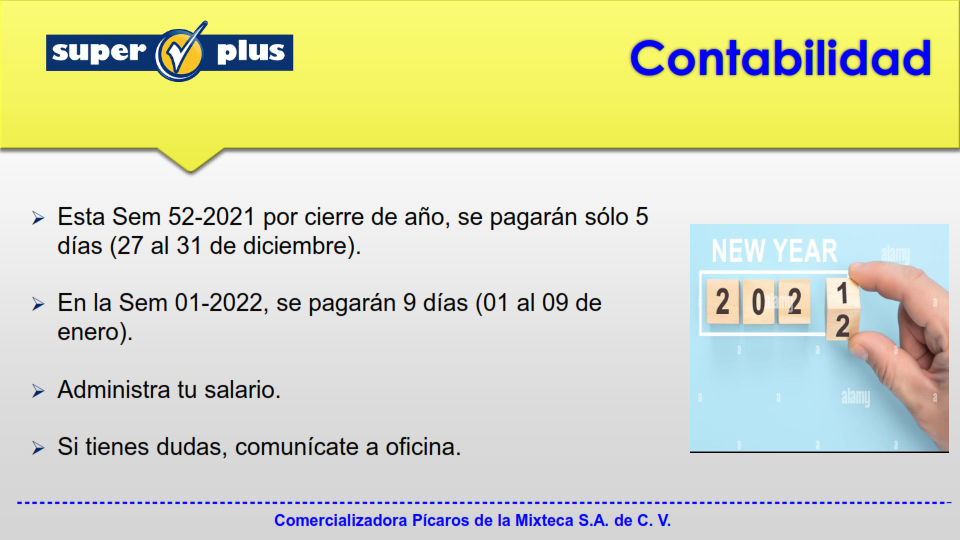 super plus
Contabilidad
Esta Sem 52-2021 por cierre de año, se pagarán sólo 5
días (27 al 31 de diciembre).
En la Sem 01-2022, se pagarán 9 días (01 al 09 de
enero).
Administra tu salario.
Si tienes dudas, comunícate a oficina.
NEW YEAR
2 0 2 1
2
alamy
alamy
alamy
a
a
a
a
a
a
a
a
a
Comercializadora Pícaros de la Mixteca S.A. de C. V.